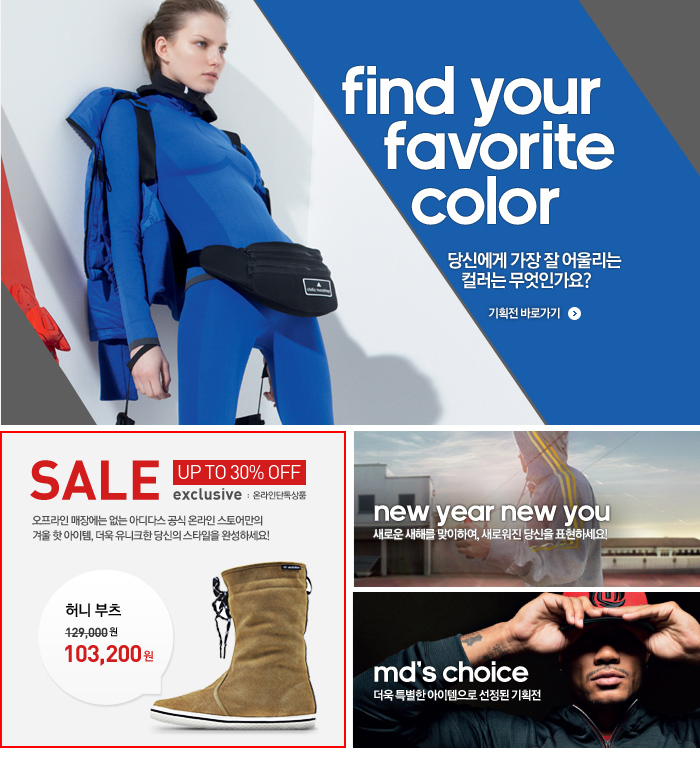 find your
favorite
color
당신에게 가장 잘 어울리는
컬러는 무엇인가요?
기획전 바로가기
SALE
UP TO 30% OFF
exclusive : 온라인단독상품
오프라인 매장에는 없는 아디다스 공식 온라인 스토어만의
겨울 핫 아이템, 더욱 유니크한 당신의 스타일을 완성하세요!
허니 부츠
129,000원
103,200원
new year new you
새로운 새해를 맞이하여, 새로워진 당신을 표현하세요!
md's choice
더욱 특별한 아이템으로 선정된 기획전